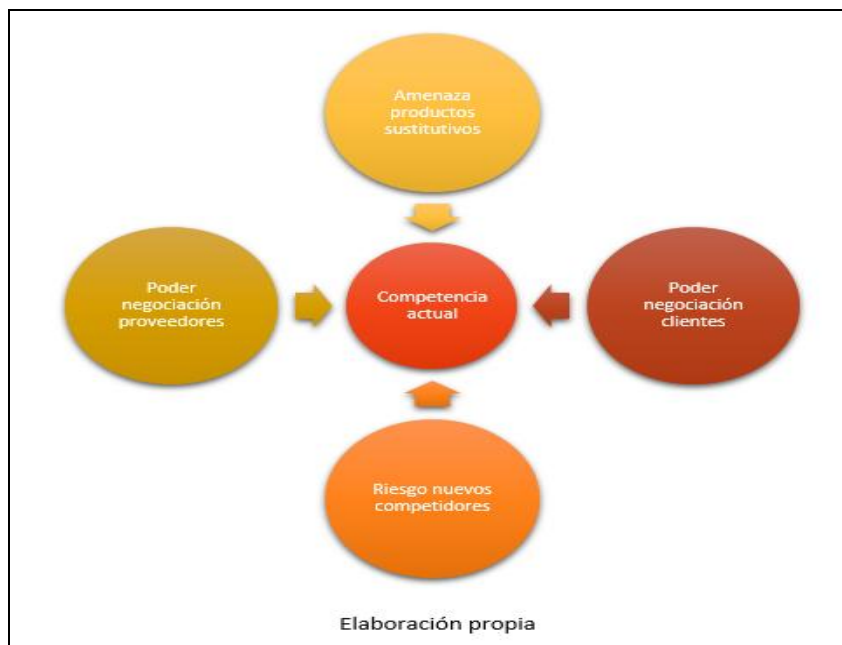 Amenaza
productos
sustitutivos
Poder
negociación
proveedores
Competencia
actual
Poder
negociación
clientes
Riesgo nuevos
competidores
Elaboración propia